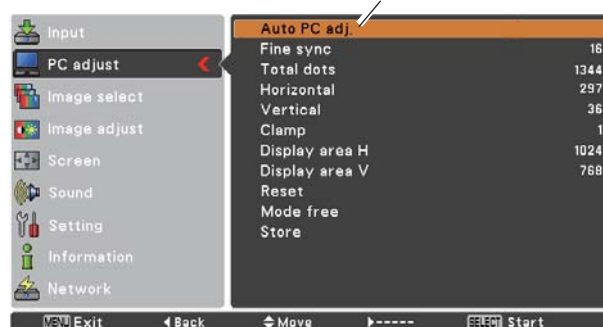 Input
PC adjust
Image select
Image adjust
Screen
Sound
Setting
Information
Network
Auto PC adj.
Fine sync 16
Total dots 1344
Horizontal 297
Vertical 36
Clamp 1
Display area H 1024
Display area V 768
Reset
Mode free
Store
MENU Exit ◀Back ◆Move ▶----- SELECT Start